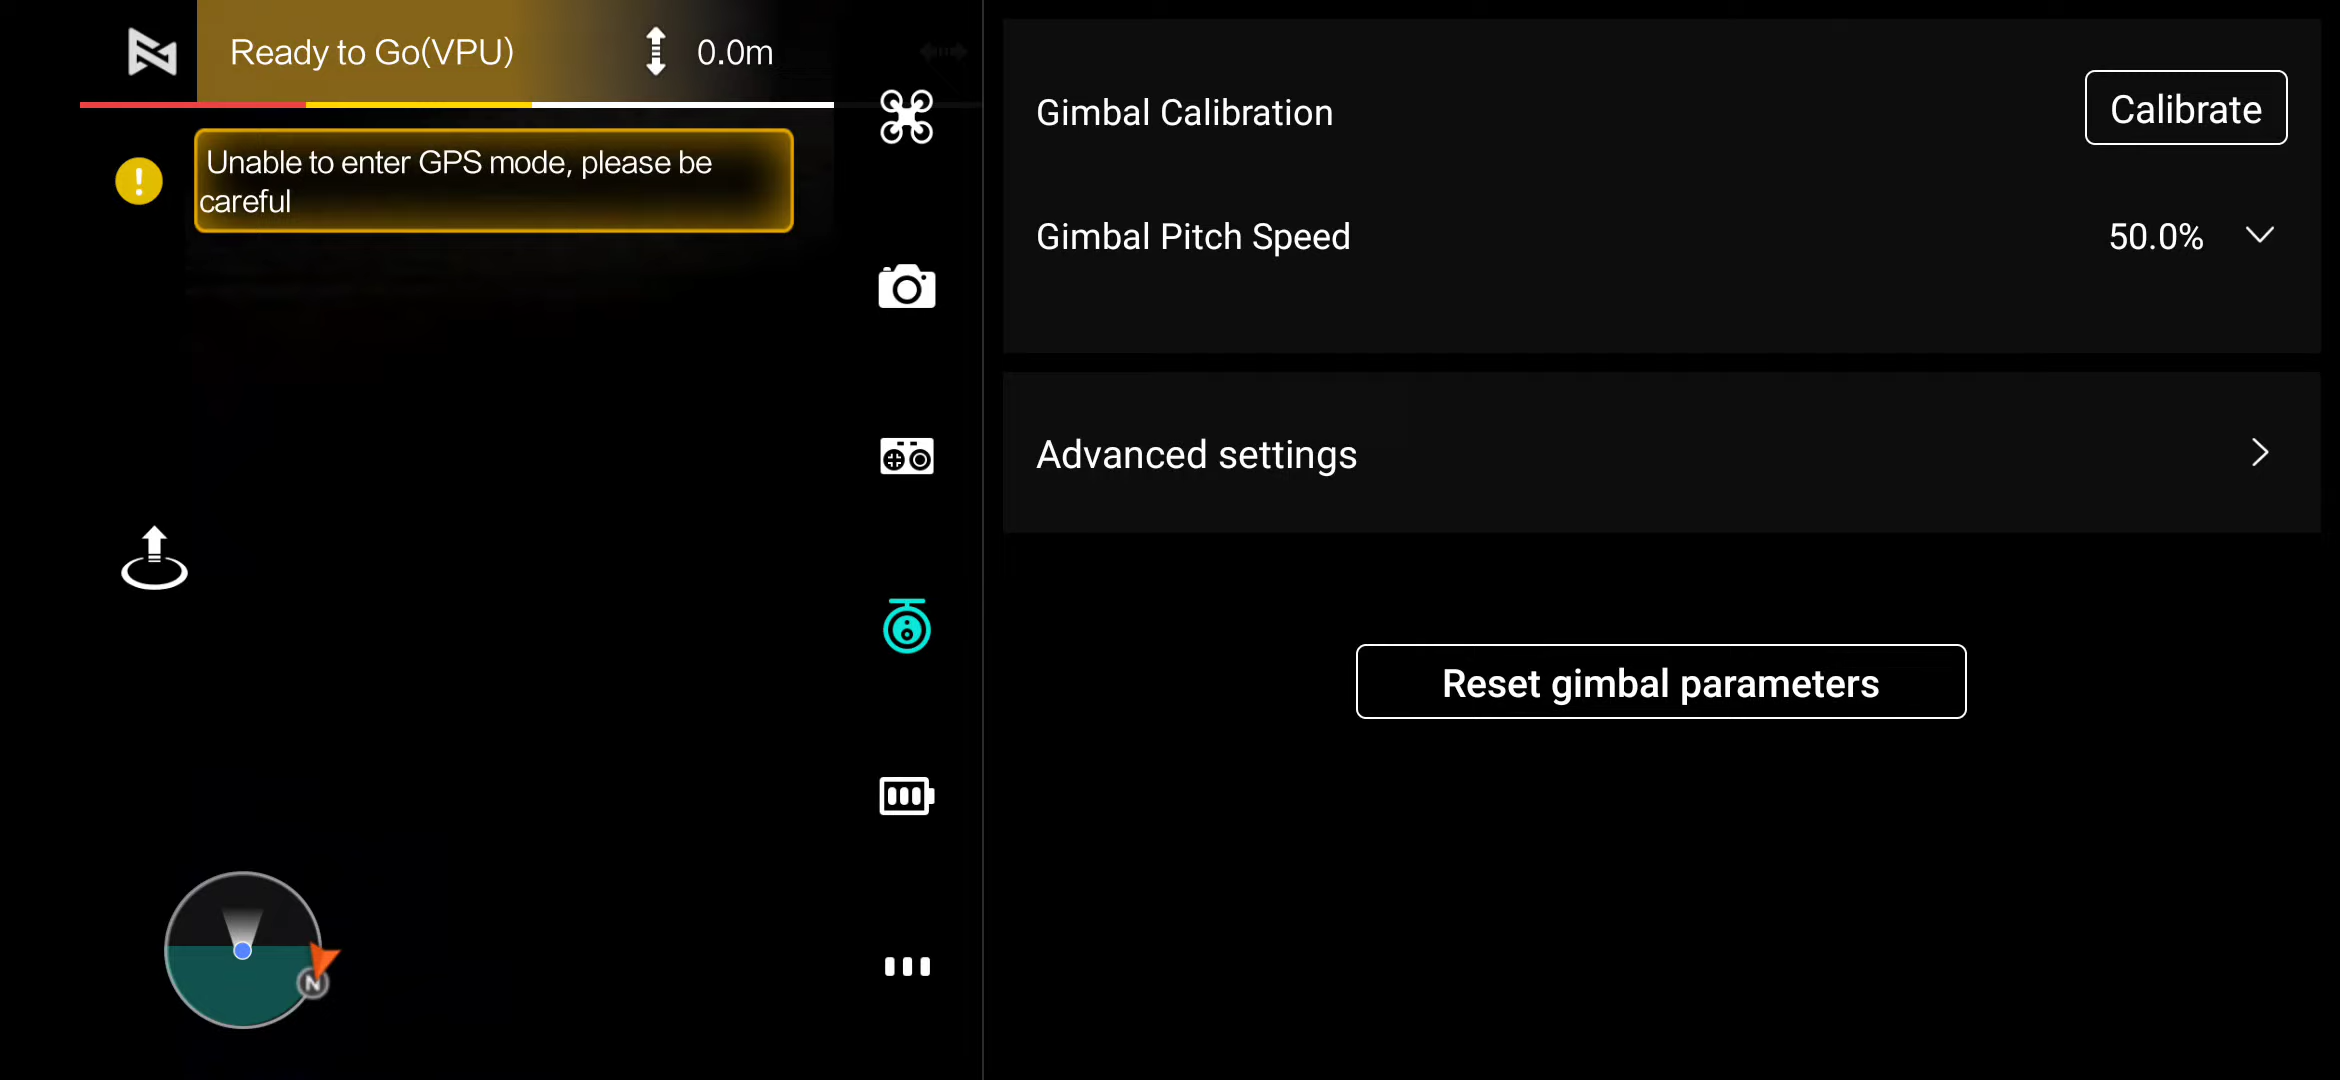 Ready to Go(VPU)
0.0m
Unable to enter GPS mode, please be
careful
N
Gimbal Calibration
Calibrate
Gimbal Pitch Speed
50.0%
Advanced settings
Reset gimbal parameters